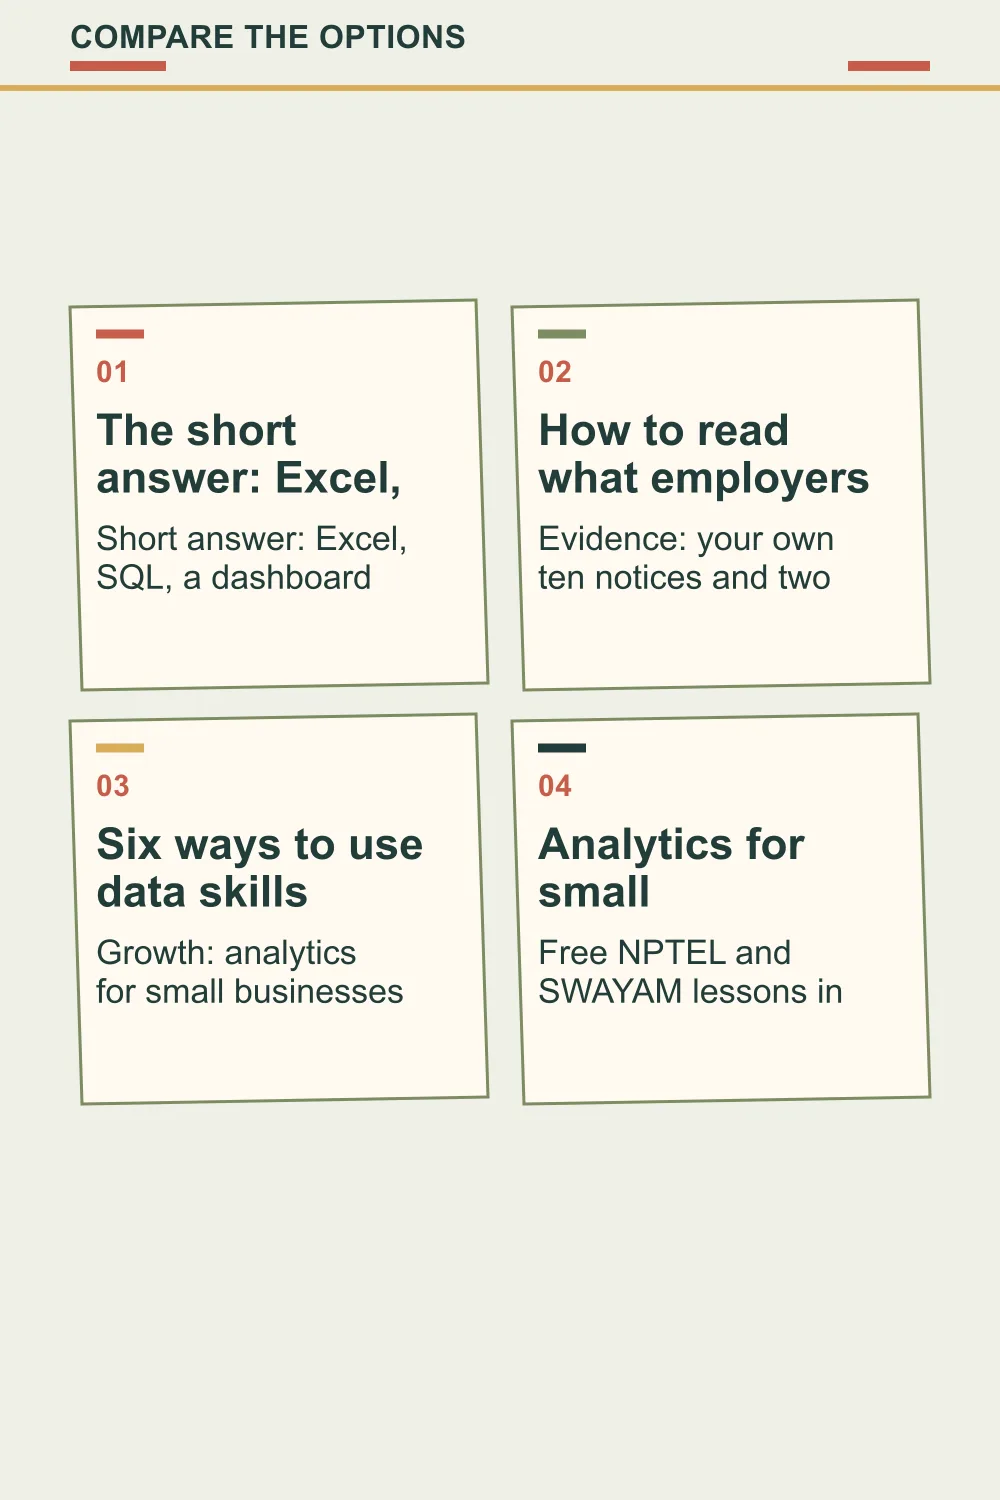 COMPARE THE OPTIONS
01
The short
answer: Excel,
Short answer: Excel,
SQL, a dashboard
02
How to read
what employers
Evidence: your own
ten notices and two
03
Six ways to use
data skills
Growth: analytics
for small businesses
04
Analytics for
small
Free NPTEL and
SWAYAM lessons in